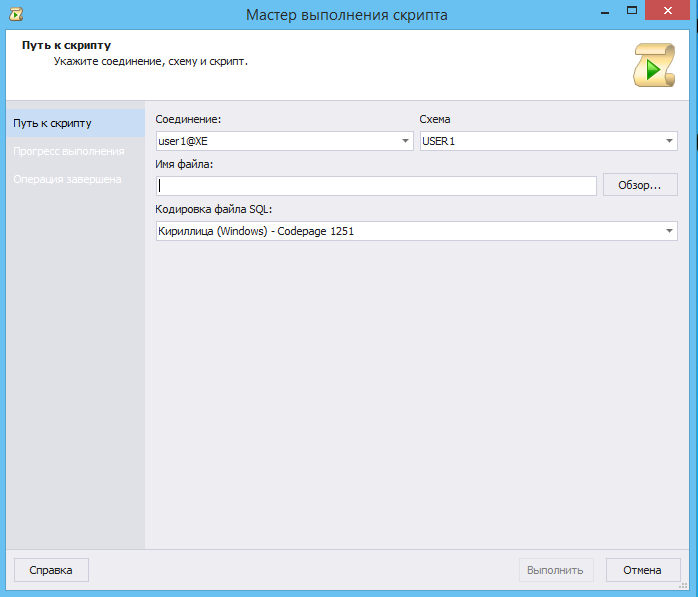 Мастер выполнения скрипта
Путь к скрипту
Укажите соединение, схему и скрипт.
Путь к скрипту
Прогресс выполнения
Операция завершена
Соединение:
Схема
user1@XE
USER1
Имя файла:
Обзор...
Кодировка файла SQL:
Кириллица (Windows) - Codepage 1251
Справка
Выполнить
Отмена